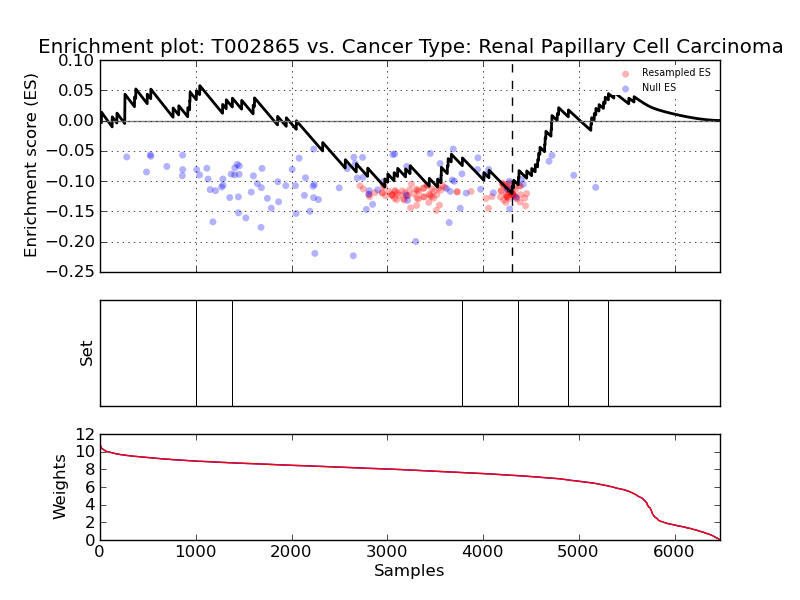 Enrichment plot: T002865 vs. Cancer Type: Renal Papillary Cell Carcinoma
Enrichment score (ES)
0.10
0.05
0.00
−0.05
−0.10
−0.15
−0.20
−0.25
Resampled ES
Null ES
Set
Weights
12
10
8
6
4
2
0
0 1000 2000 3000 4000 5000 6000
Samples